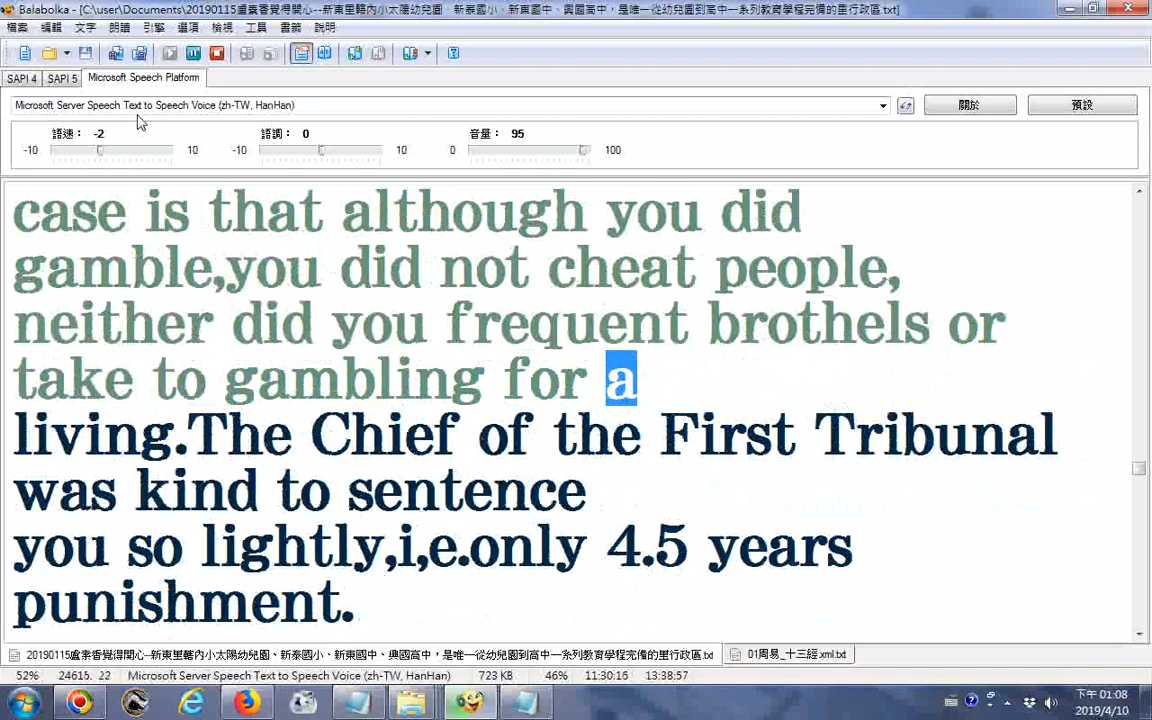 Balabolka - [C:\user\Documents\20190115盧素香覺得開心--新東里轄內小太陽幼兒園、新泰國小、新東國中、興國高中，是唯一從幼兒園到高中一系列教育學程完備的里行政區.txt]
檔案 編輯 文字 朗讀 引擎 選項 檢視 工具 書籤 說明
SAPI 4 SAPI 5 Microsoft Speech Platform
Microsoft Server Speech Text to Speech Voice (zh-TW, HanHan) 關於 預設
語速： -2 語調： 0 音量： 95
-10 10 -10 10 0 100
case is that although you did
gamble,you did not cheat people,
neither did you frequent brothels or
take to gambling for a
living.The Chief of the First Tribunal
was kind to sentence
you so lightly,i,e.only 4.5 years
punishment.
20190115盧素香覺得開心--新東里轄內小太陽幼兒園、新泰國小、新東國中、興國高中，是唯一從幼兒園到高中一系列教育學程完備的里行政區.txt 01周易_十三經.xml.txt
52% 24615. 22 Microsoft Server Speech Text to Speech Voice (zh-TW, HanHan) 723 KB 46% 11:30:16 13:38:57
下午 01:08
2019/4/10